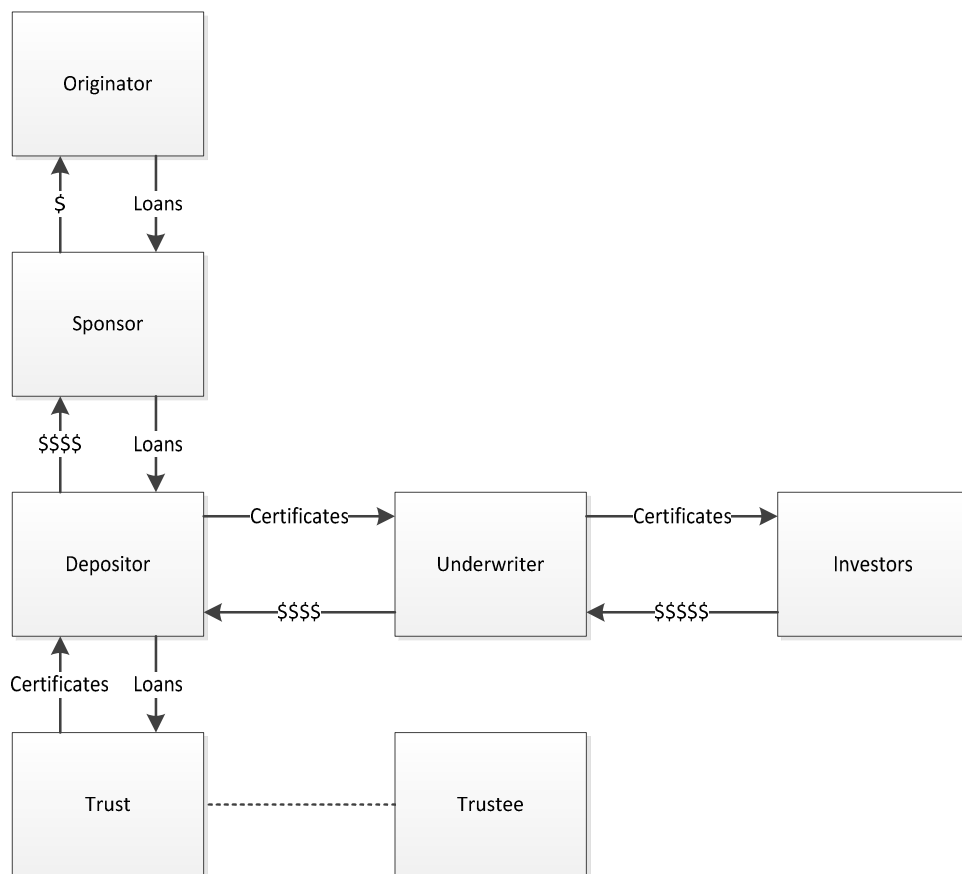 Originator
$
Loans
Sponsor
$$$$
Loans
Certificates
Certificates
Depositor
Underwriter
Investors
$$$$
$$$$$
Certificates
Loans
Trust
Trustee